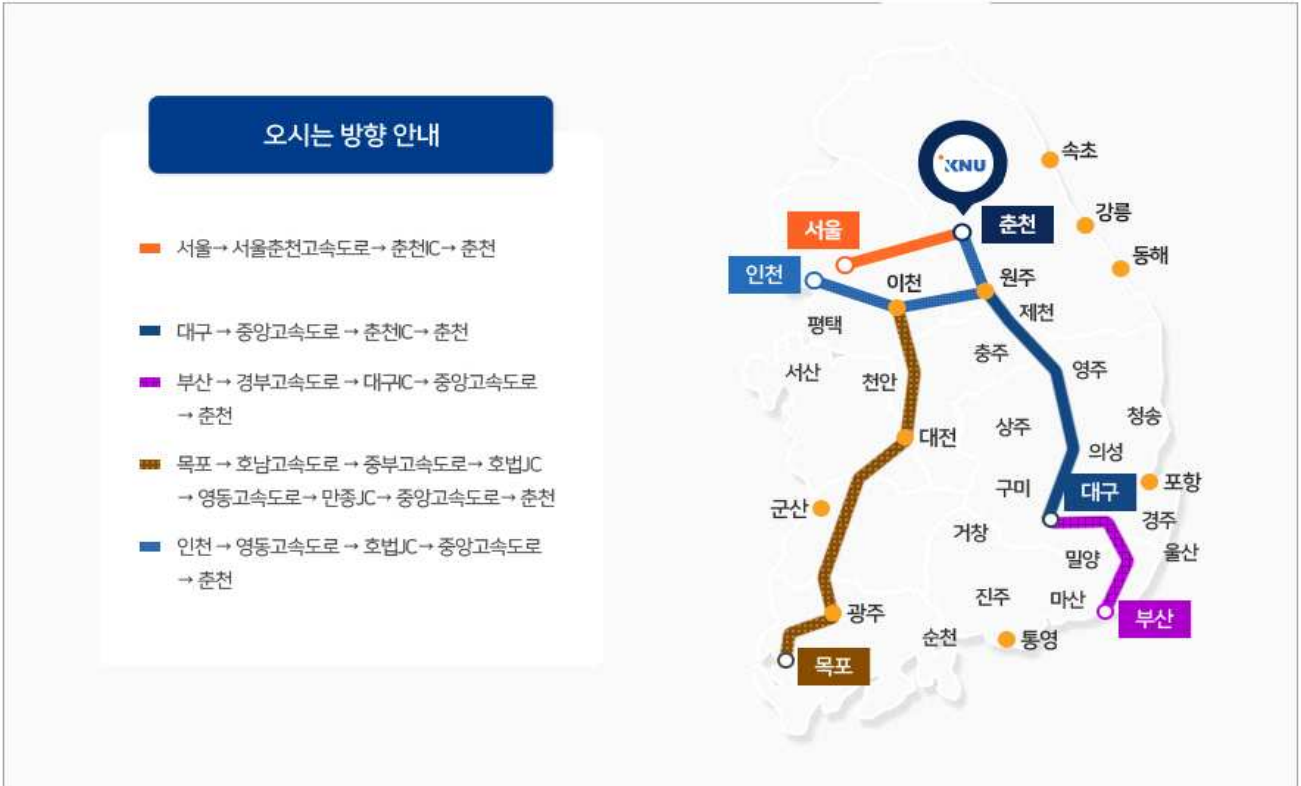 오시는 방향 안내
서울→ 서울춘천고속도로→ 춘천IC→ 춘천
대구 → 중앙고속도로 → 춘천IC→ 춘천
부산 → 경부고속도로 → 대구IC→ 중앙고속도로
→ 춘천
목포→ 호남고속도로 → 중부고속도로→ 호법JC
→ 영동고속도로→ 만종JC→ 중앙고속도로→ 춘천
인천→ 영동고속도로 → 호법JC→ 중앙고속도로
→ 춘천
KNU
속초
서울
춘천
강릉
인천
동해
이천
원주
평택
제천
충주
서산
천안
영주
청송
상주
대전
의성
구미
대구
포항
군산
거창
경주
밀양
울산
진주
마산
광주
부산
순천
통영
목포